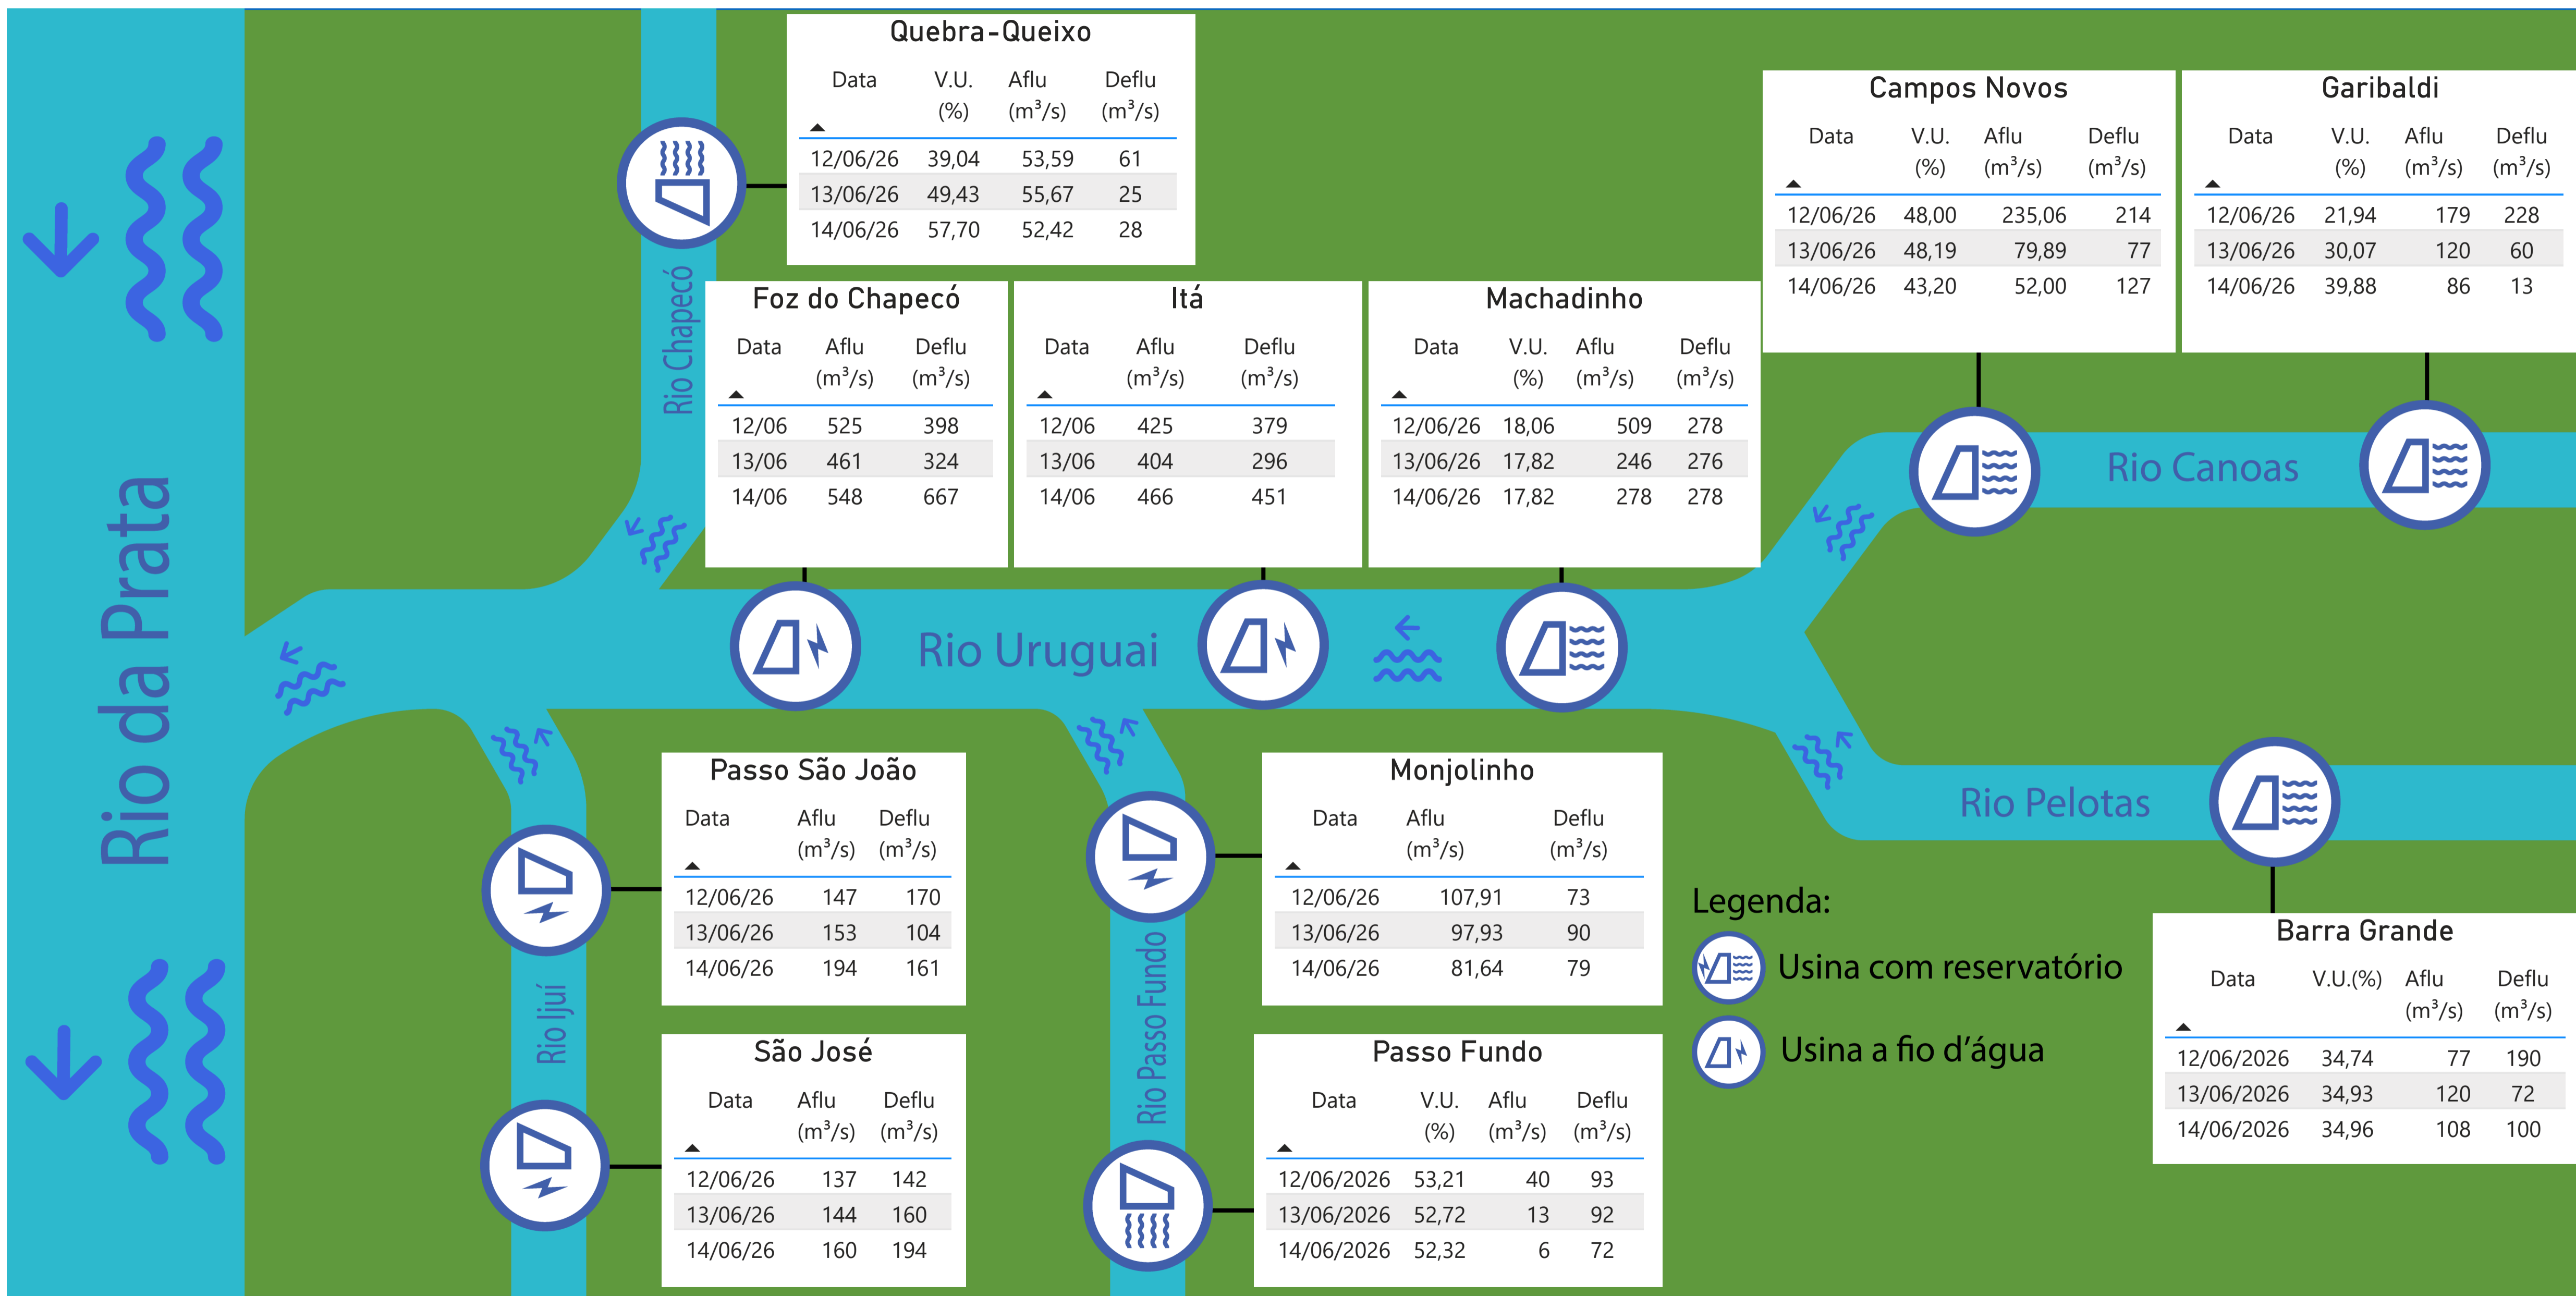 Quebra-Queixo
Data V.U. (%) Aflu (m³/s) Deflu (m³/s)
12/06/26 39,04 53,59 61
13/06/26 49,43 55,67 25
14/06/26 57,70 52,42 28
Campos Novos
Data V.U. (%) Aflu (m³/s) Deflu (m³/s)
12/06/26 48,00 235,06 214
13/06/26 48,19 79,89 77
14/06/26 43,20 52,00 127
Garibaldi
Data V.U. (%) Aflu (m³/s) Deflu (m³/s)
12/06/26 21,94 179 228
13/06/26 30,07 120 60
14/06/26 39,88 86 13
Foz do Chapecó
Data Aflu (m³/s) Deflu (m³/s)
12/06 525 398
13/06 461 324
14/06 548 667
Itá
Data Aflu (m³/s) Deflu (m³/s)
12/06 425 379
13/06 404 296
14/06 466 451
Machadinho
Data V.U. (%) Aflu (m³/s) Deflu (m³/s)
12/06/26 18,06 509 278
13/06/26 17,82 246 276
14/06/26 17,82 278 278
Rio Chapecó
Rio Canoas
Rio da Prata
Rio Uruguai
Rio Pelotas
Passo São João
Data Aflu (m³/s) Deflu (m³/s)
12/06/26 147 170
13/06/26 153 104
14/06/26 194 161
Monjolinho
Data Aflu (m³/s) Deflu (m³/s)
12/06/26 107,91 73
13/06/26 97,93 90
14/06/26 81,64 79
Legenda:
Usina com reservatório
Usina a fio d’água
Barra Grande
Data V.U.(%) Aflu (m³/s) Deflu (m³/s)
12/06/2026 34,74 77 190
13/06/2026 34,93 120 72
14/06/2026 34,96 108 100
Rio Ijuí
Rio Passo Fundo
São José
Data Aflu (m³/s) Deflu (m³/s)
12/06/26 137 142
13/06/26 144 160
14/06/26 160 194
Passo Fundo
Data V.U. (%) Aflu (m³/s) Deflu (m³/s)
12/06/2026 53,21 40 93
13/06/2026 52,72 13 92
14/06/2026 52,32 6 72